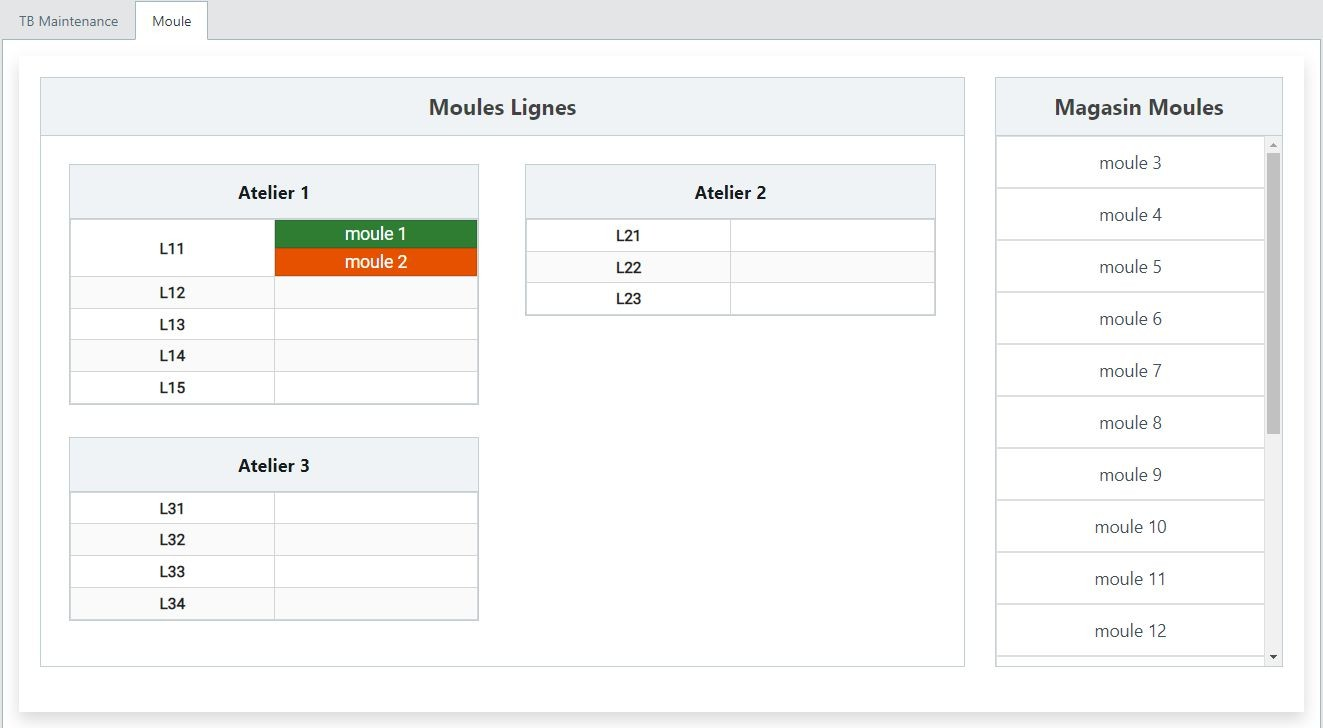 TB Maintenance
Moule
Moules Lignes
Magasin Moules
Atelier 1
L11
moule 1
moule 2
L12
L13
L14
L15
Atelier 2
L21
L22
L23
Atelier 3
L31
L32
L33
L34
moule 3
moule 4
moule 5
moule 6
moule 7
moule 8
moule 9
moule 10
moule 11
moule 12